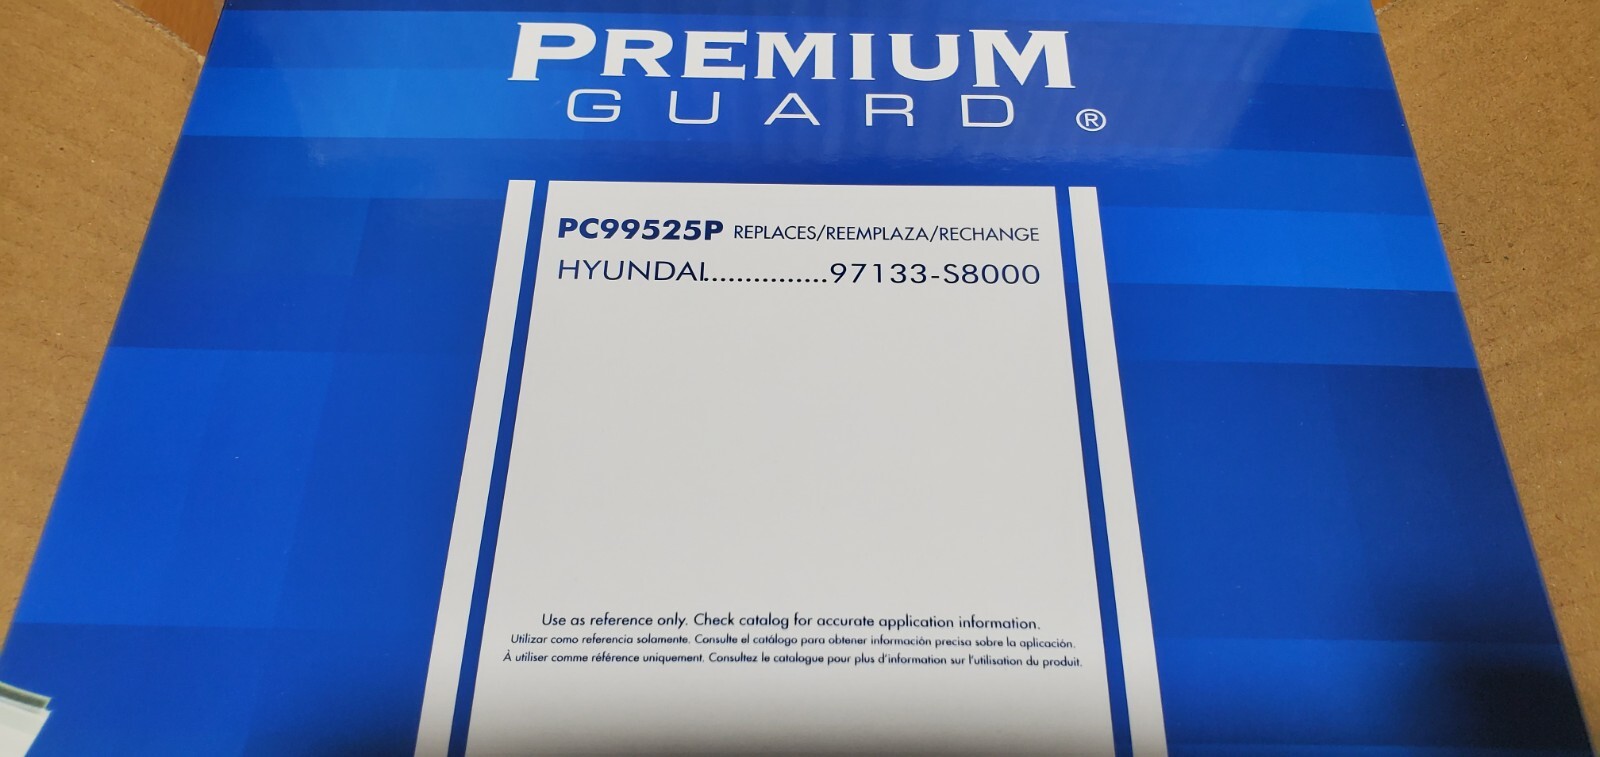 PREMIUM
GUARD ®
PC99525P REPLACES/REEMPLAZA/RECHANGE
HYUNDAI...............97133-S8000
Use as reference only. Check catalog for accurate application information.
Utilizar como referencia solamente. Consulte el catálogo para obtener información precisa sobre la aplicación.
À utiliser comme référence uniquement. Consultez le catalogue pour plus d'information sur l'utilisation du produit.